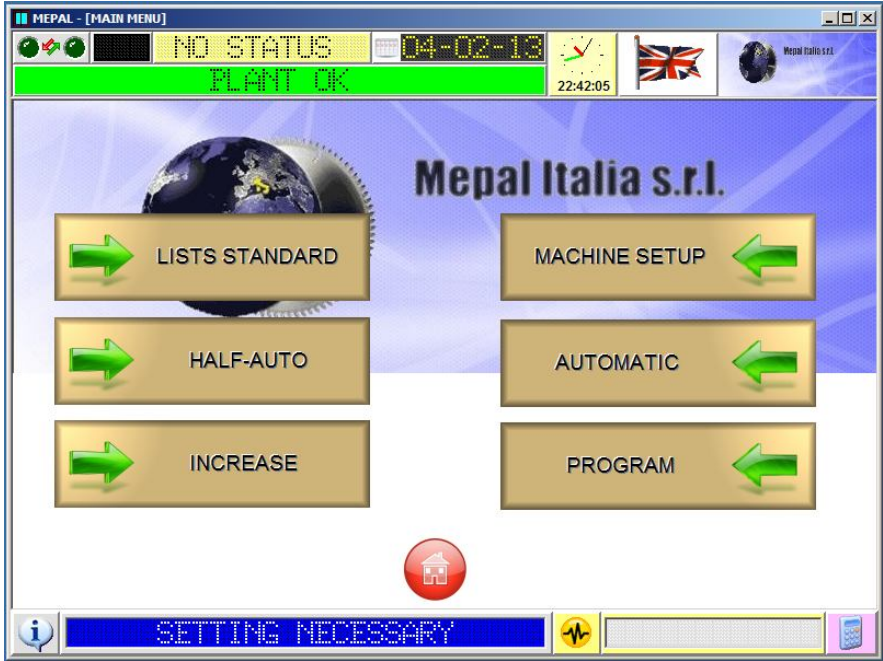 MEPAL - [MAIN MENU]
NO STATUS
04-02-13
PLANT OK
22:42:05
Mepal Italia s.r.l.
Mepal Italia s.r.l.
LISTS STANDARD
MACHINE SETUP
HALF-AUTO
AUTOMATIC
INCREASE
PROGRAM
SETTING NECESSARY